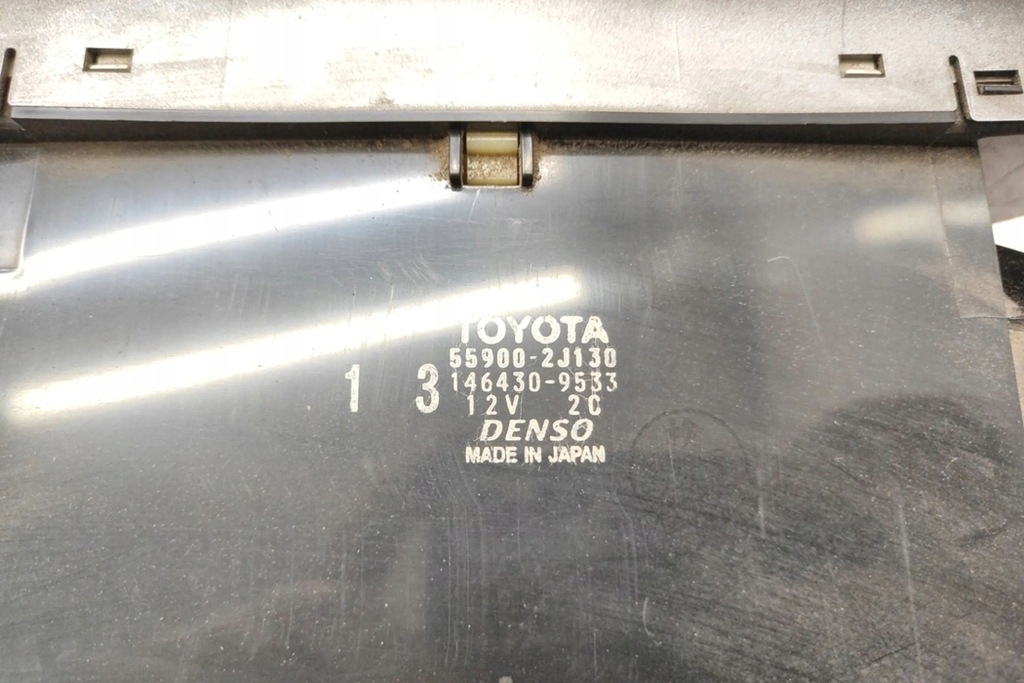 TOYOTA
55900-2J130
1 3 146430-9533
12V 2C
DENSO
MADE IN JAPAN